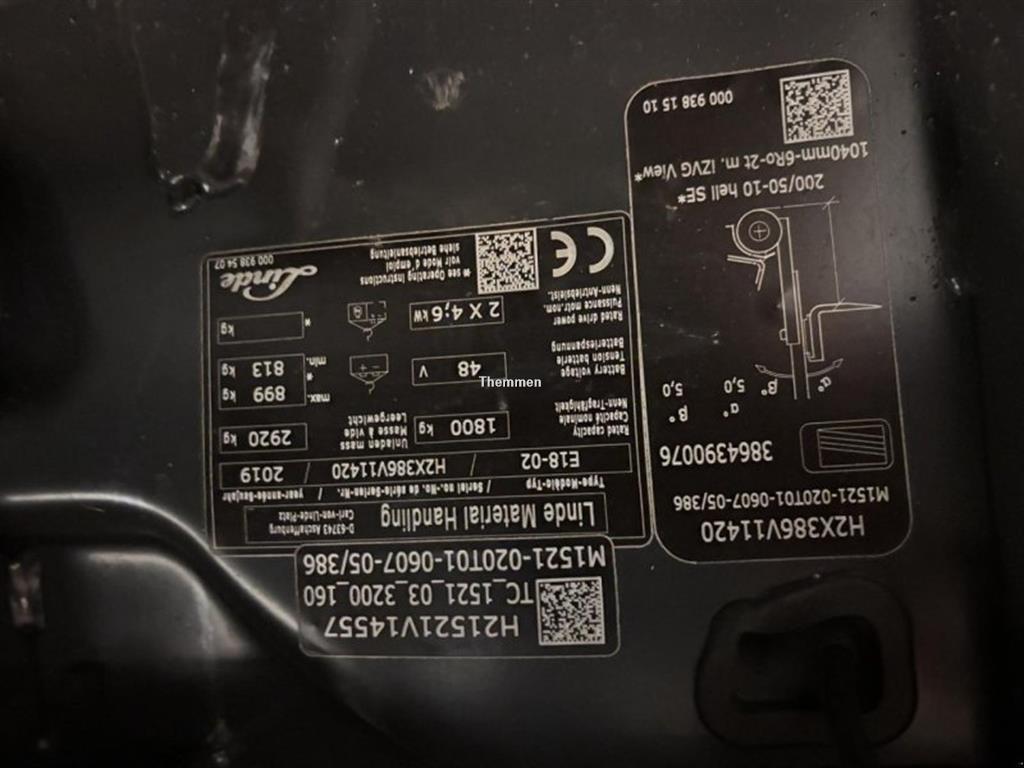 H21521V14557
TC_1521_03_3200_160
M1521-020T01-0607-05/386
Linde Material Handling
D-63743 Aschaffenburg
Carl-von-Linde-Platz
Type-Modèle-Typ / Serial no.-No. de série-Serien-Nr. / year-année-Baujahr
E18-02 / H2X386V11420 / 2019
Rated capacity
Capacité nominale
Nenn-Tragfähigkeit
1800 kg
Unladen mass
Masse à vide
Leergewicht
2920 kg
Battery voltage
Tension batterie
Batteriespannung
48 V
max. 899 kg
*
min. 813 kg
Rated drive power
Puissance motr.nom.
Nenn-Antriebsleist.
2 X 4,6 kW
* kg
CE
* see Operating Instructions
voir Mode d'emploi
siehe Betriebsanleitung
Linde
000 938 54 07
H2X386V11420
M1521-020T01-0607-05/386
3864390076
α° β°
5,0 5,0
α° β°
200/50-10 hell SE*
1040mm-6Ro-2t m. IZVG View*
000 938 15 10
Themmen